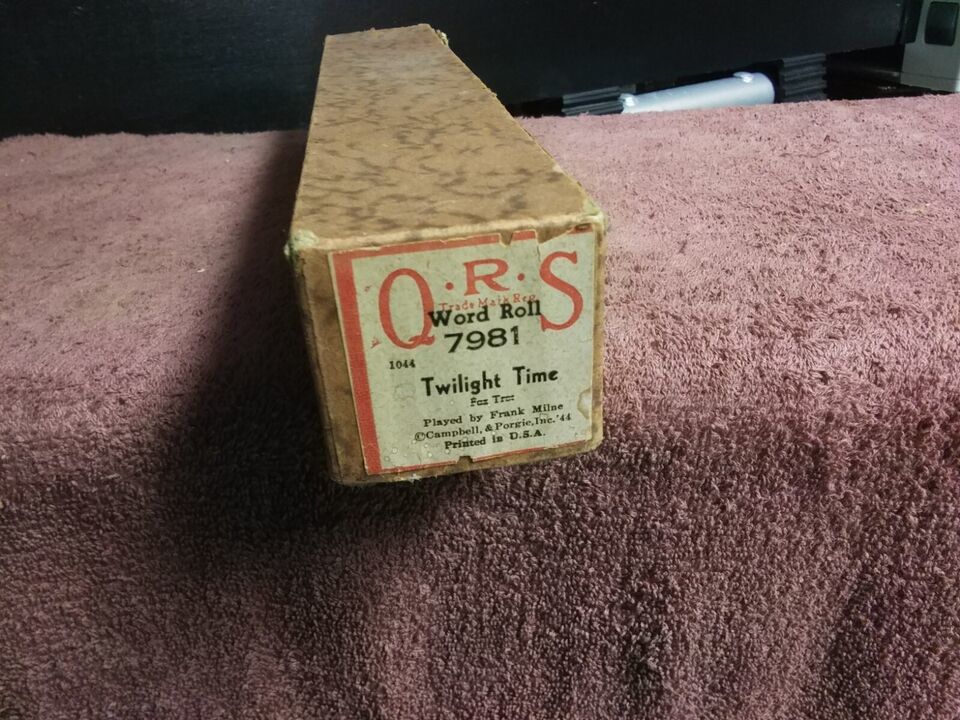 Q·R·S
Trade Mark Reg
Word Roll
7981
1044
Twilight Time
Fox Trot
Played by Frank Milne
©Campbell, & Porgie, Inc.'44
Printed in U.S.A.